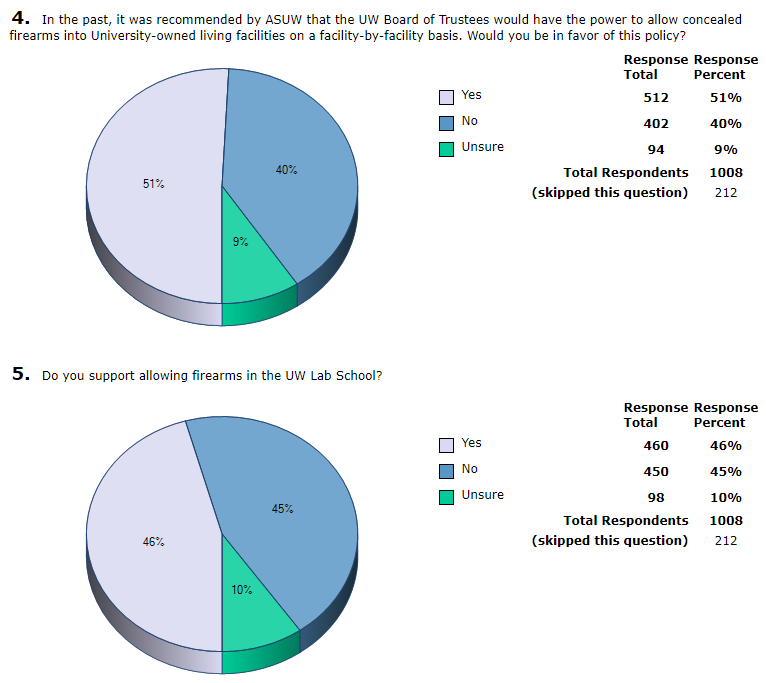 4. In the past, it was recommended by ASUW that the UW Board of Trustees would have the power to allow concealed
firearms into University-owned living facilities on a facility-by-facility basis. Would you be in favor of this policy?
Response Response
Total Percent
Yes 512 51%
No 402 40%
Unsure 94 9%
Total Respondents 1008
(skipped this question) 212
40%
51%
9%
5. Do you support allowing firearms in the UW Lab School?
Response Response
Total Percent
Yes 460 46%
No 450 45%
Unsure 98 10%
Total Respondents 1008
(skipped this question) 212
45%
46%
10%